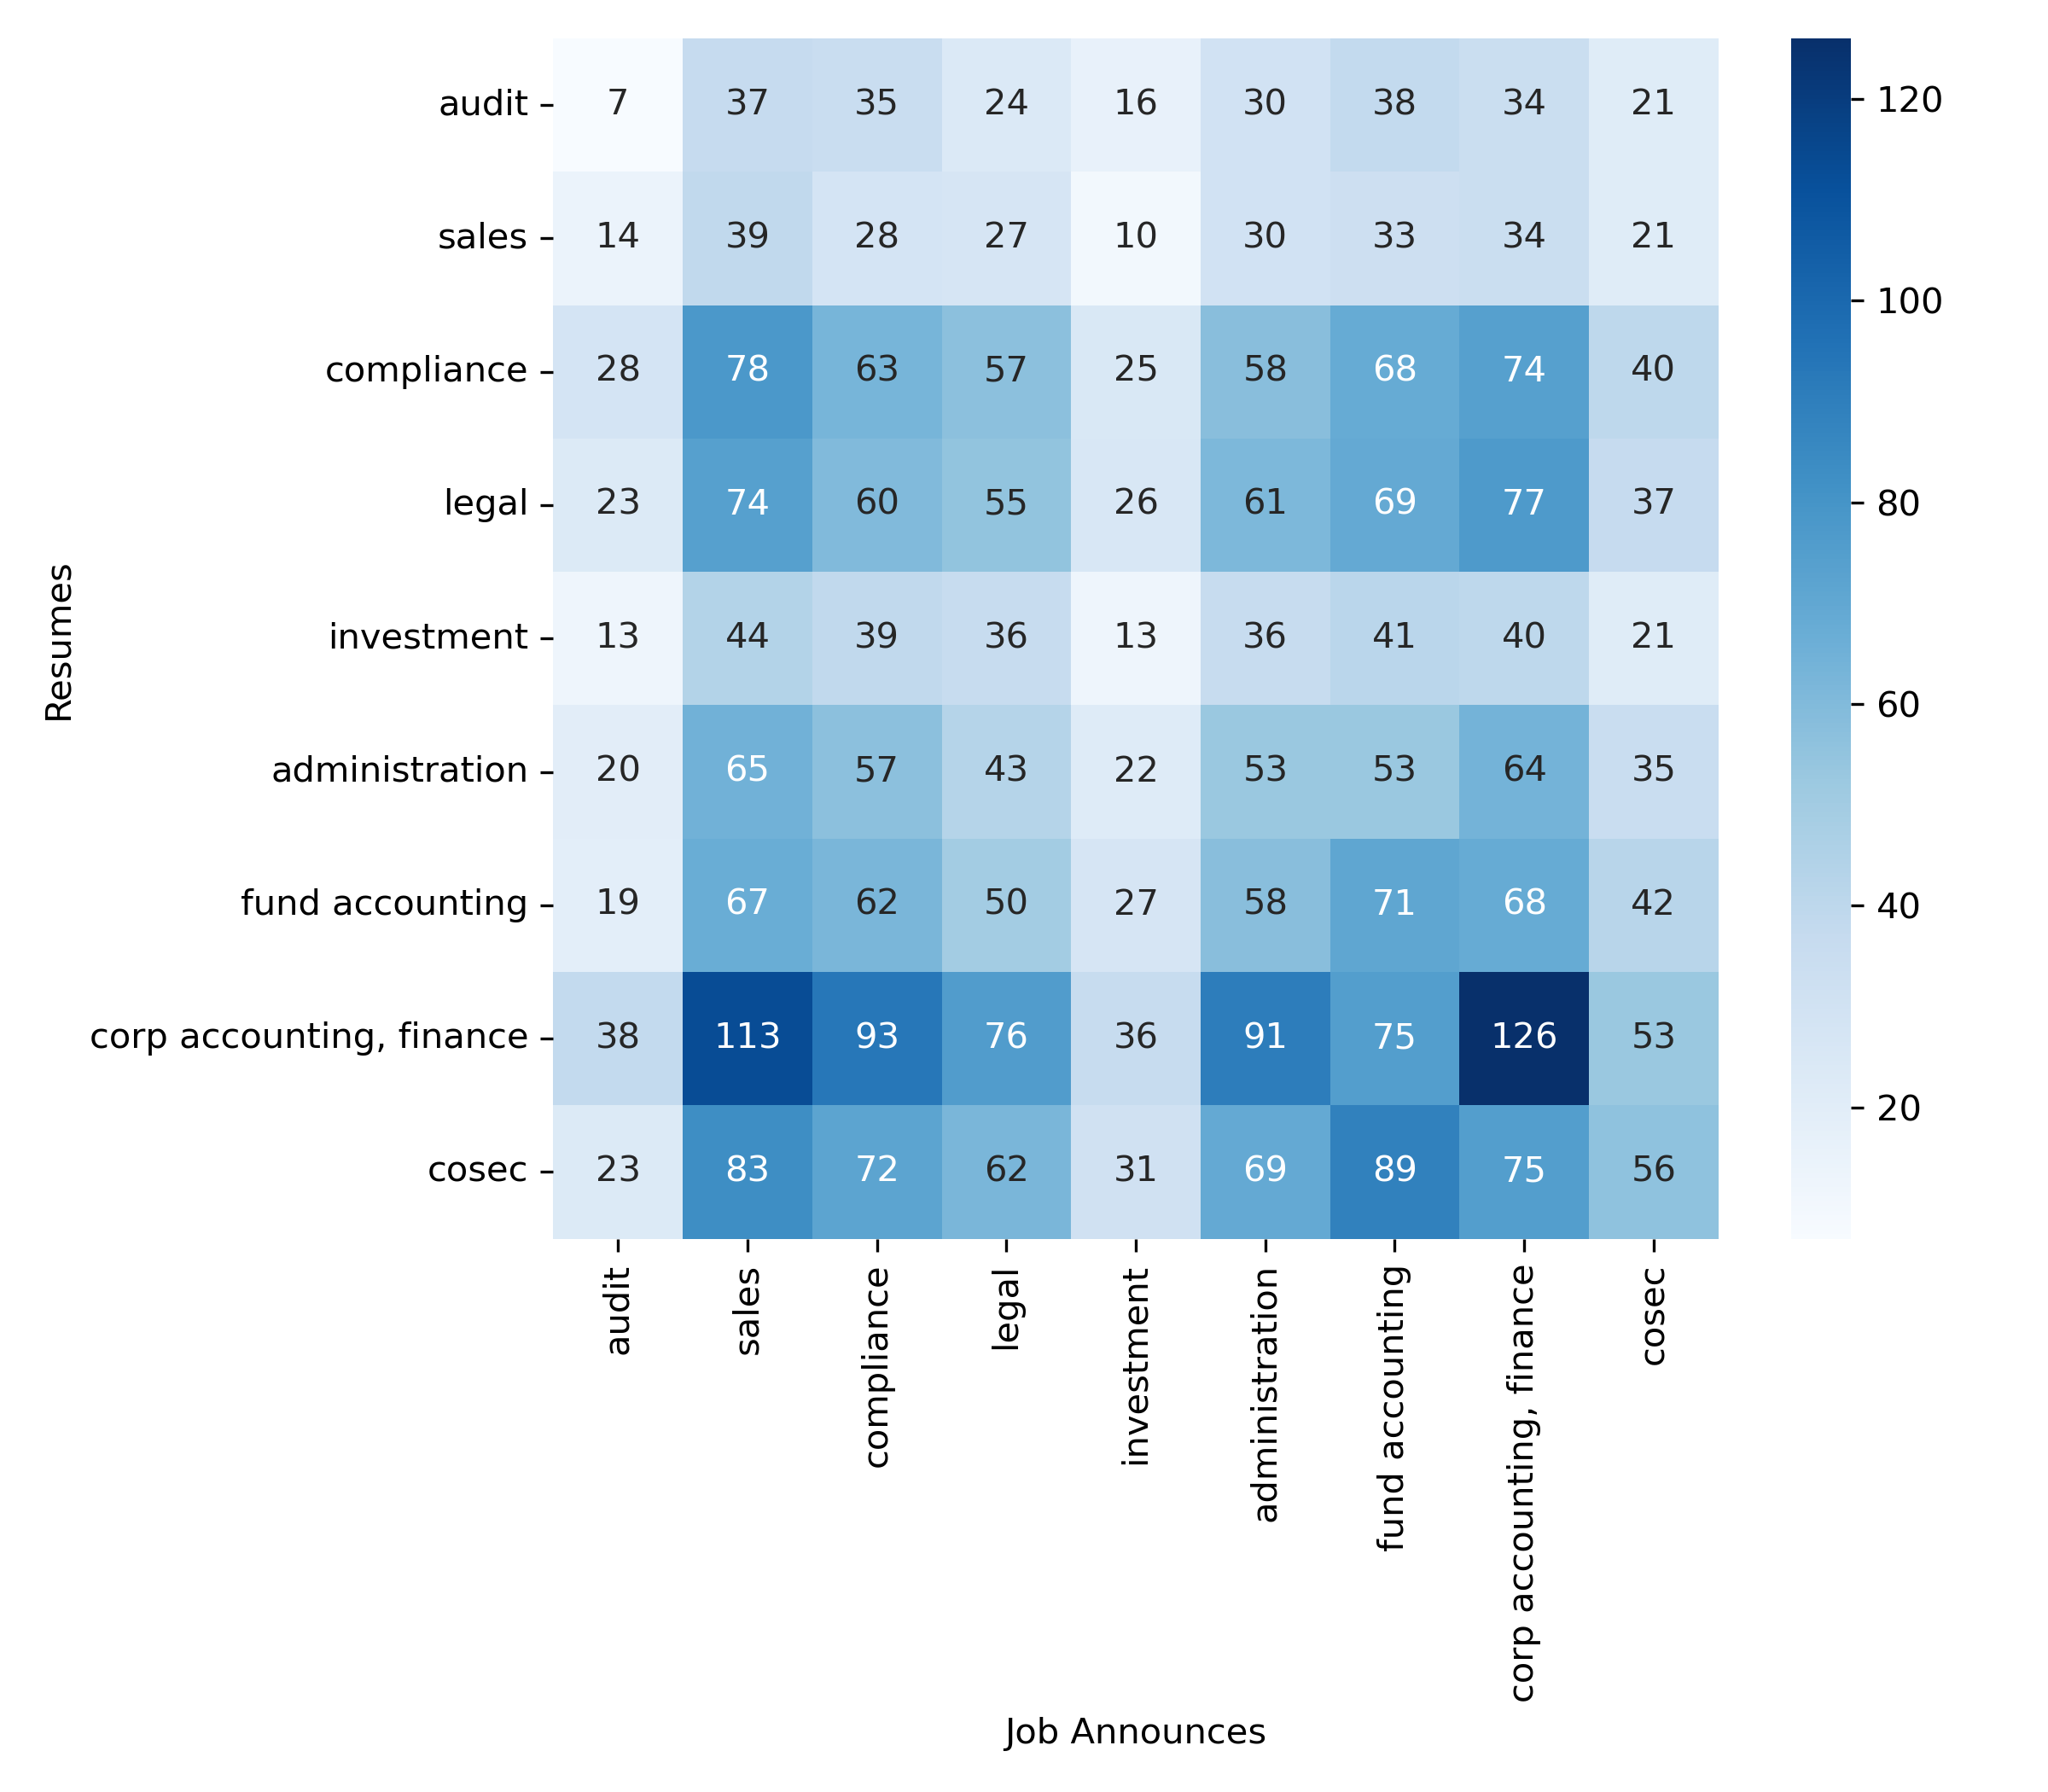 audit 7 37 35 24 16 30 38 34 21
sales 14 39 28 27 10 30 33 34 21
compliance 28 78 63 57 25 58 68 74 40
legal 23 74 60 55 26 61 69 77 37
investment 13 44 39 36 13 36 41 40 21
administration 20 65 57 43 22 53 53 64 35
fund accounting 19 67 62 50 27 58 71 68 42
corp accounting, finance 38 113 93 76 36 91 75 126 53
cosec 23 83 72 62 31 69 89 75 56
Resumes
audit
sales
compliance
legal
investment
administration
fund accounting
corp accounting, finance
cosec
Job Announces
120
100
80
60
40
20